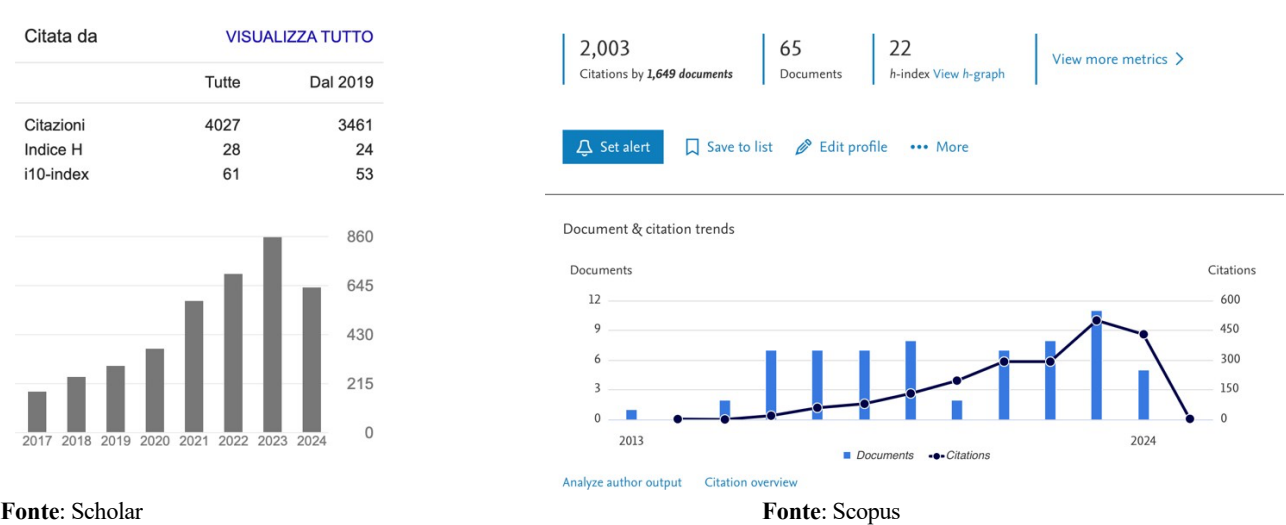 Citata da VISUALIZZA TUTTO
Tutte Dal 2019
Citazioni 4027 3461
Indice H 28 24
i10-index 61 53
860
645
430
215
0
2017 2018 2019 2020 2021 2022 2023 2024
Fonte: Scholar
2,003 65 22
Citations by 1,649 documents Documents h-index View h-graph
View more metrics
Set alert Save to list Edit profile More
Document & citation trends
Documents Citations
12 600
9 450
6 300
3 150
0 0
2013 2024
Documents Citations
Analyze author output Citation overview
Fonte: Scopus